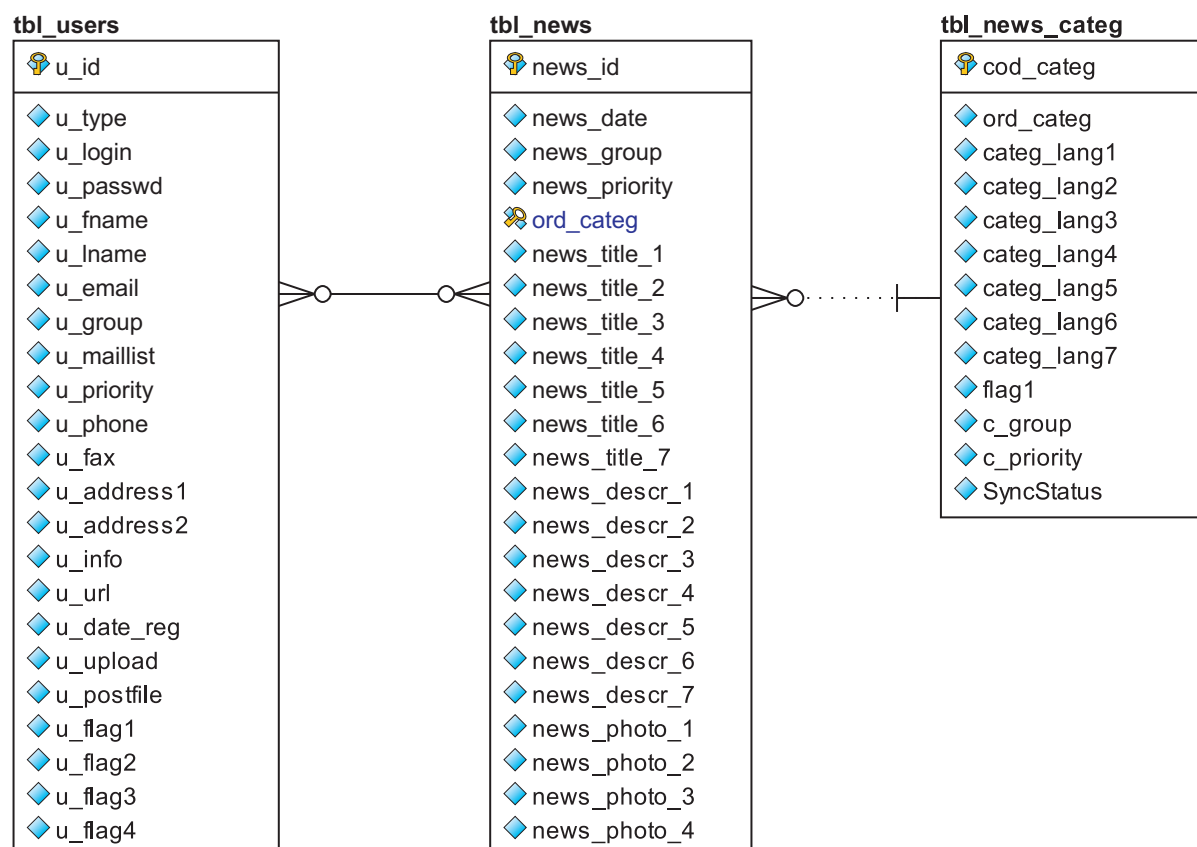 tbl_users
u_id
u_type
u_login
u_passwd
u_fname
u_lname
u_email
u_group
u_maillist
u_priority
u_phone
u_fax
u_address1
u_address2
u_info
u_url
u_date_reg
u_upload
u_postfile
u_flag1
u_flag2
u_flag3
u_flag4
tbl_news
news_id
news_date
news_group
news_priority
ord_categ
news_title_1
news_title_2
news_title_3
news_title_4
news_title_5
news_title_6
news_title_7
news_descr_1
news_descr_2
news_descr_3
news_descr_4
news_descr_5
news_descr_6
news_descr_7
news_photo_1
news_photo_2
news_photo_3
news_photo_4
tbl_news_categ
cod_categ
ord_categ
categ_lang1
categ_lang2
categ_lang3
categ_lang4
categ_lang5
categ_lang6
categ_lang7
flag1
c_group
c_priority
SyncStatus